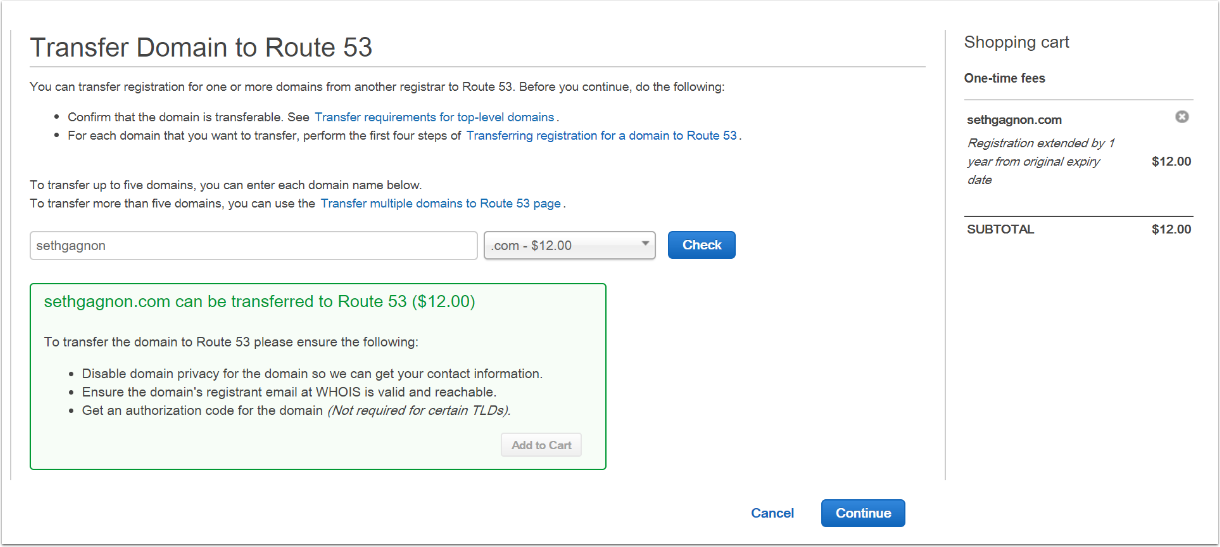 Transfer Domain to Route 53
You can transfer registration for one or more domains from another registrar to Route 53. Before you continue, do the following:
• Confirm that the domain is transferable. See Transfer requirements for top-level domains.
• For each domain that you want to transfer, perform the first four steps of Transferring registration for a domain to Route 53.
To transfer up to five domains, you can enter each domain name below.
To transfer more than five domains, you can use the Transfer multiple domains to Route 53 page.
sethgagnon
.com - $12.00
Check
sethgagnon.com can be transferred to Route 53 ($12.00)
To transfer the domain to Route 53 please ensure the following:
• Disable domain privacy for the domain so we can get your contact information.
• Ensure the domain's registrant email at WHOIS is valid and reachable.
• Get an authorization code for the domain (Not required for certain TLDs).
Add to Cart
Cancel
Continue
Shopping cart
One-time fees
sethgagnon.com
Registration extended by 1
year from original expiry
date
$12.00
SUBTOTAL $12.00